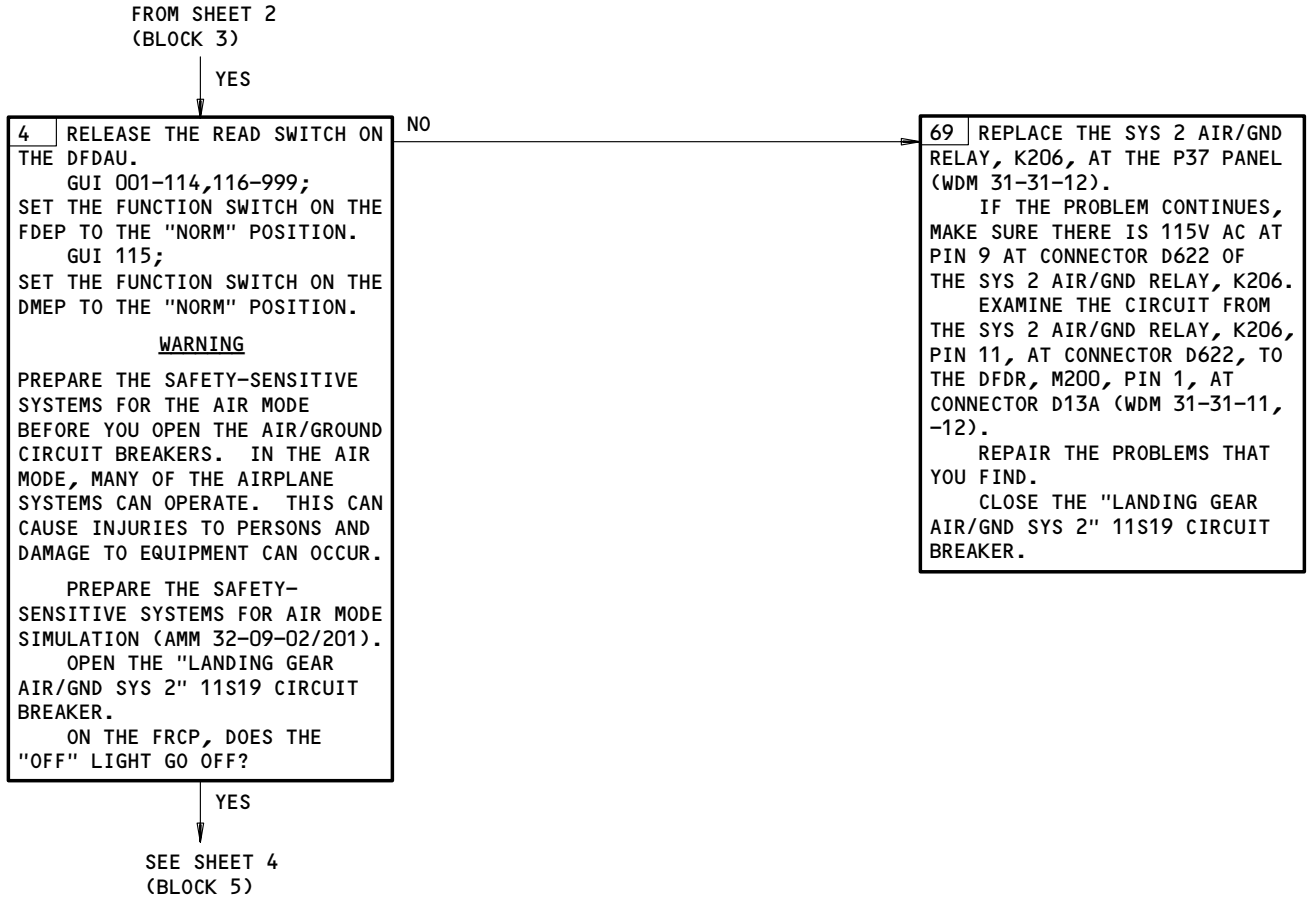 FROM SHEET 2
(BLOCK 3)
YES
4 RELEASE THE READ SWITCH ON
THE DFDAU.
GUI 001-114,116-999;
SET THE FUNCTION SWITCH ON THE
FDEP TO THE "NORM" POSITION.
GUI 115;
SET THE FUNCTION SWITCH ON THE
DMEP TO THE "NORM" POSITION.
WARNING
PREPARE THE SAFETY-SENSITIVE
SYSTEMS FOR THE AIR MODE
BEFORE YOU OPEN THE AIR/GROUND
CIRCUIT BREAKERS. IN THE AIR
MODE, MANY OF THE AIRPLANE
SYSTEMS CAN OPERATE. THIS CAN
CAUSE INJURIES TO PERSONS AND
DAMAGE TO EQUIPMENT CAN OCCUR.
PREPARE THE SAFETY-
SENSITIVE SYSTEMS FOR AIR MODE
SIMULATION (AMM 32-09-02/201).
OPEN THE "LANDING GEAR
AIR/GND SYS 2" 11S19 CIRCUIT
BREAKER.
ON THE FRCP, DOES THE
"OFF" LIGHT GO OFF?
NO
69 REPLACE THE SYS 2 AIR/GND
RELAY, K206, AT THE P37 PANEL
(WDM 31-31-12).
IF THE PROBLEM CONTINUES,
MAKE SURE THERE IS 115V AC AT
PIN 9 AT CONNECTOR D622 OF
THE SYS 2 AIR/GND RELAY, K206.
EXAMINE THE CIRCUIT FROM
THE SYS 2 AIR/GND RELAY, K206,
PIN 11, AT CONNECTOR D622, TO
THE DFDR, M200, PIN 1, AT
CONNECTOR D13A (WDM 31-31-11,
-12).
REPAIR THE PROBLEMS THAT
YOU FIND.
CLOSE THE "LANDING GEAR
AIR/GND SYS 2" 11S19 CIRCUIT
BREAKER.
YES
SEE SHEET 4
(BLOCK 5)